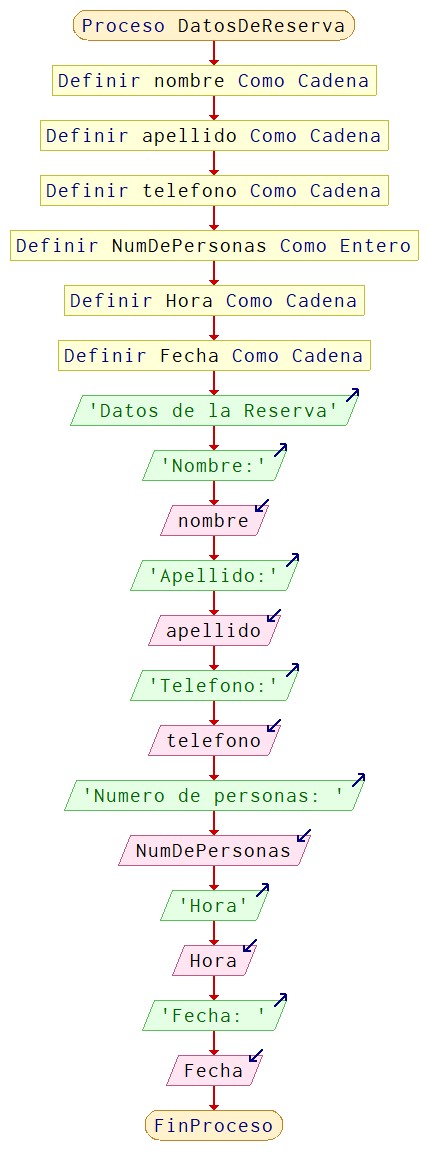 Proceso DatosDeReserva
Definir nombre Como Cadena
Definir apellido Como Cadena
Definir telefono Como Cadena
Definir NumDePersonas Como Entero
Definir Hora Como Cadena
Definir Fecha Como Cadena
'Datos de la Reserva'
'Nombre:'
nombre
'Apellido:'
apellido
'Telefono:'
telefono
'Numero de personas: '
NumDePersonas
'Hora'
Hora
'Fecha: '
Fecha
FinProceso